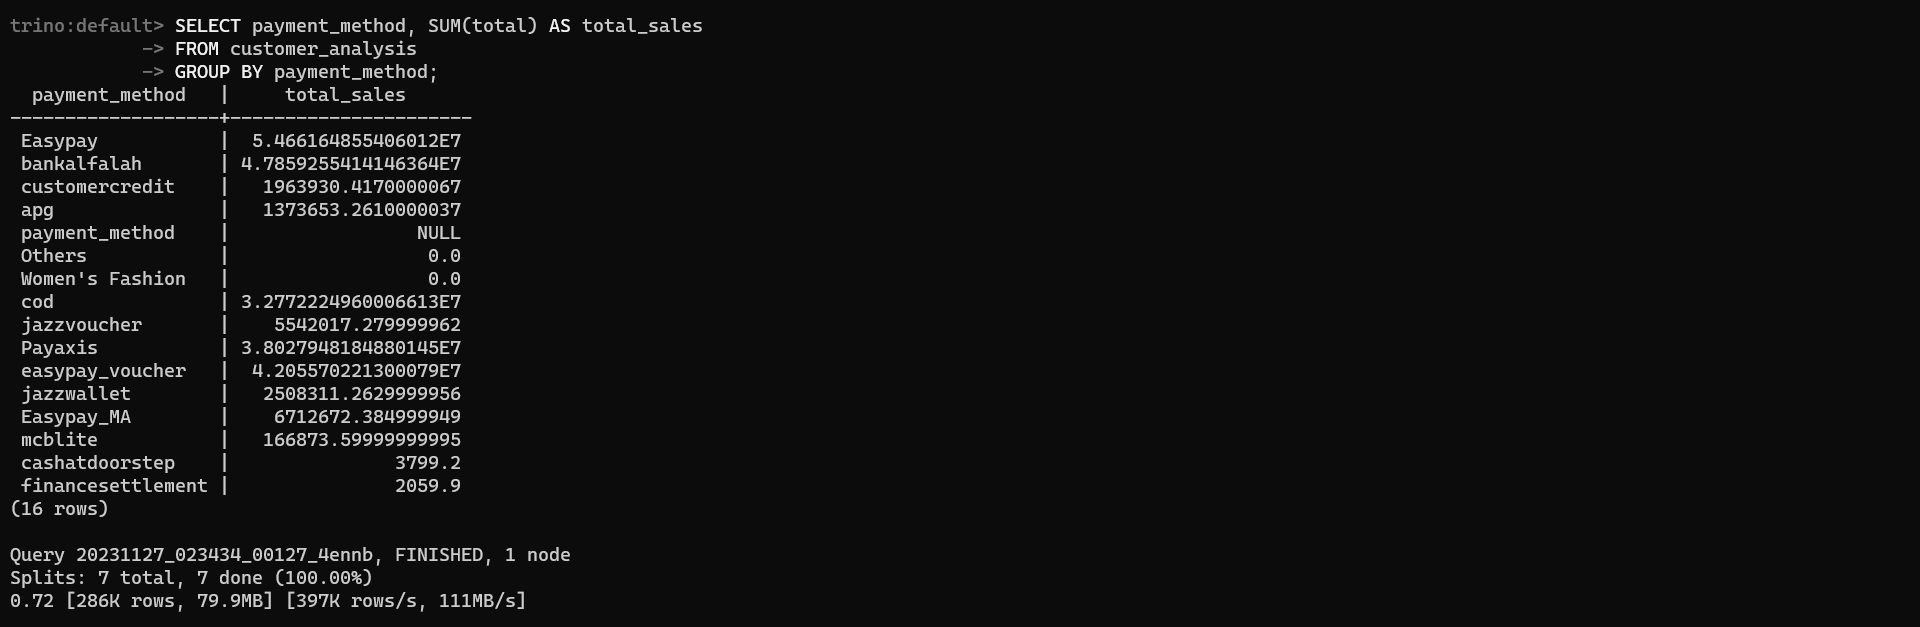 trino:default> SELECT payment_method, SUM(total) AS total_sales
            -> FROM customer_analysis
            -> GROUP BY payment_method;
  payment_method   |     total_sales
-------------------+----------------------
 Easypay           |  5.466164855406012E7
 bankalfalah       | 4.7859255414146364E7
 customercredit    |   1963930.4170000067
 apg               |   1373653.2610000037
 payment_method    |                 NULL
 Others            |                  0.0
 Women's Fashion   |                  0.0
 cod               | 3.2772224960006613E7
 jazzvoucher       |    5542017.279999962
 Payaxis           | 3.8027948184880145E7
 easypay_voucher   |  4.205570221300079E7
 jazzwallet        |   2508311.2629999956
 Easypay_MA        |    6712672.384999949
 mcblite           |   166873.59999999995
 cashatdoorstep    |               3799.2
 financesettlement |               2059.9
(16 rows)

Query 20231127_023434_00127_4ennb, FINISHED, 1 node
Splits: 7 total, 7 done (100.00%)
0.72 [286K rows, 79.9MB] [397K rows/s, 111MB/s]